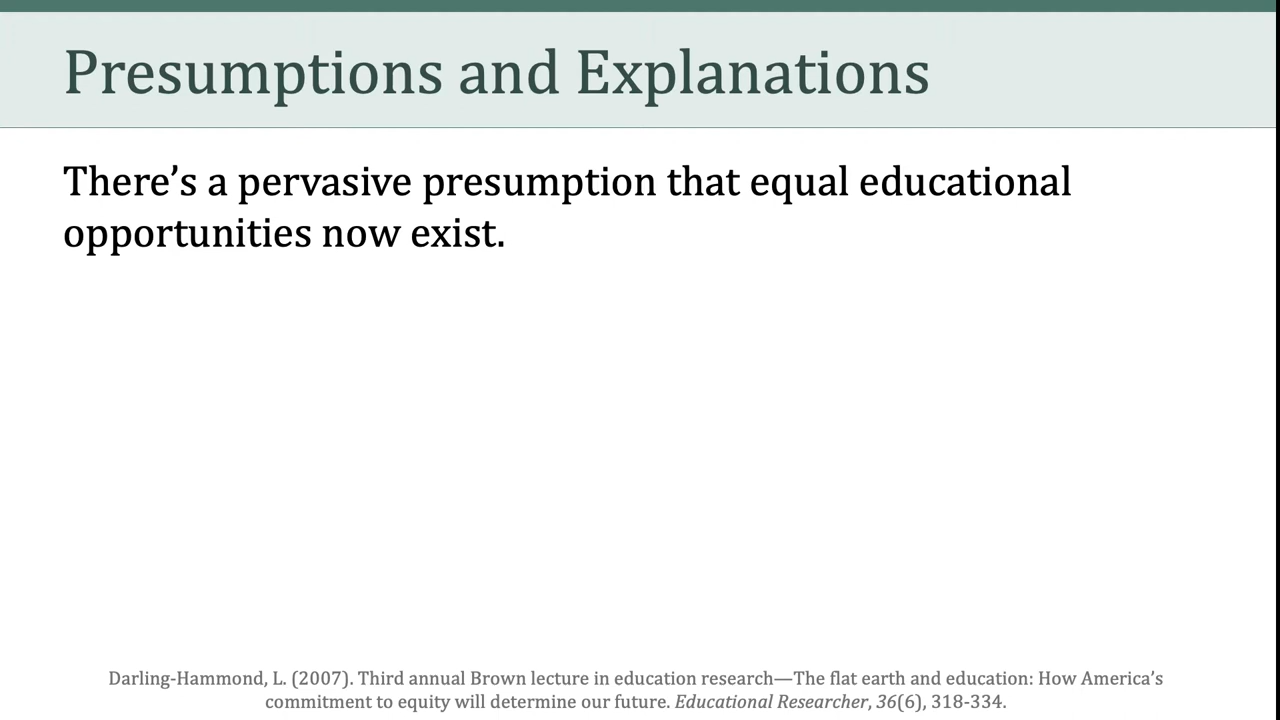 Presumptions and Explanations
There’s a pervasive presumption that equal educational
opportunities now exist.
Darling-Hammond, L. (2007). Third annual Brown lecture in education research—The flat earth and education: How America’s
commitment to equity will determine our future. Educational Researcher, 36(6), 318-334.